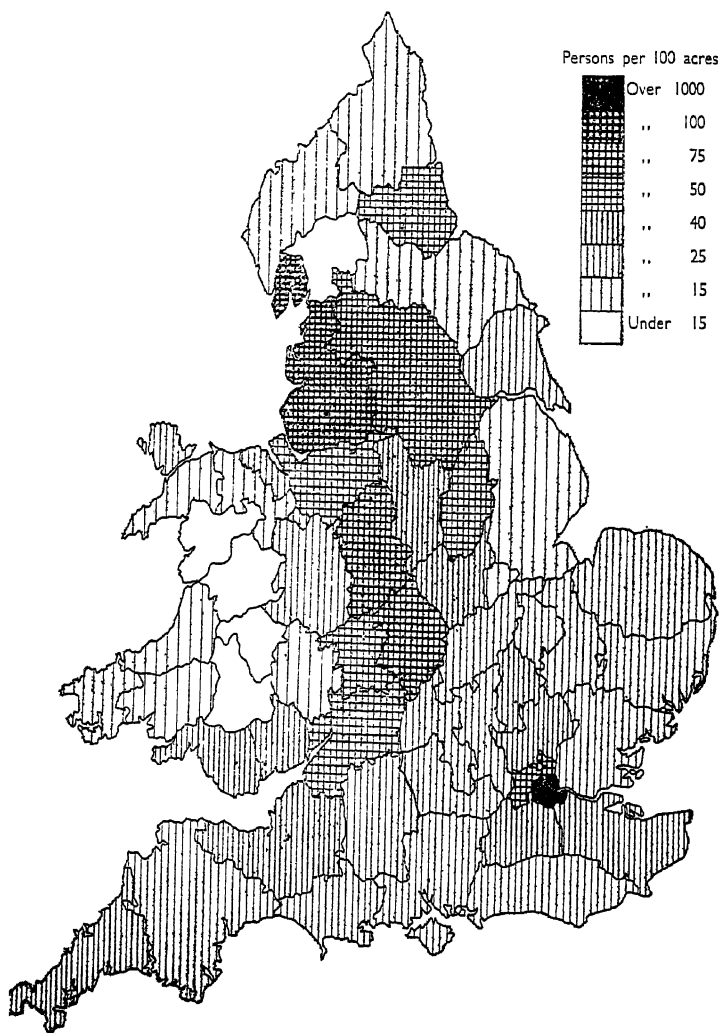 Persons per 100 acres
Over 1000
,, 100
,, 75
,, 50
,, 40
,, 25
,, 15
Under 15